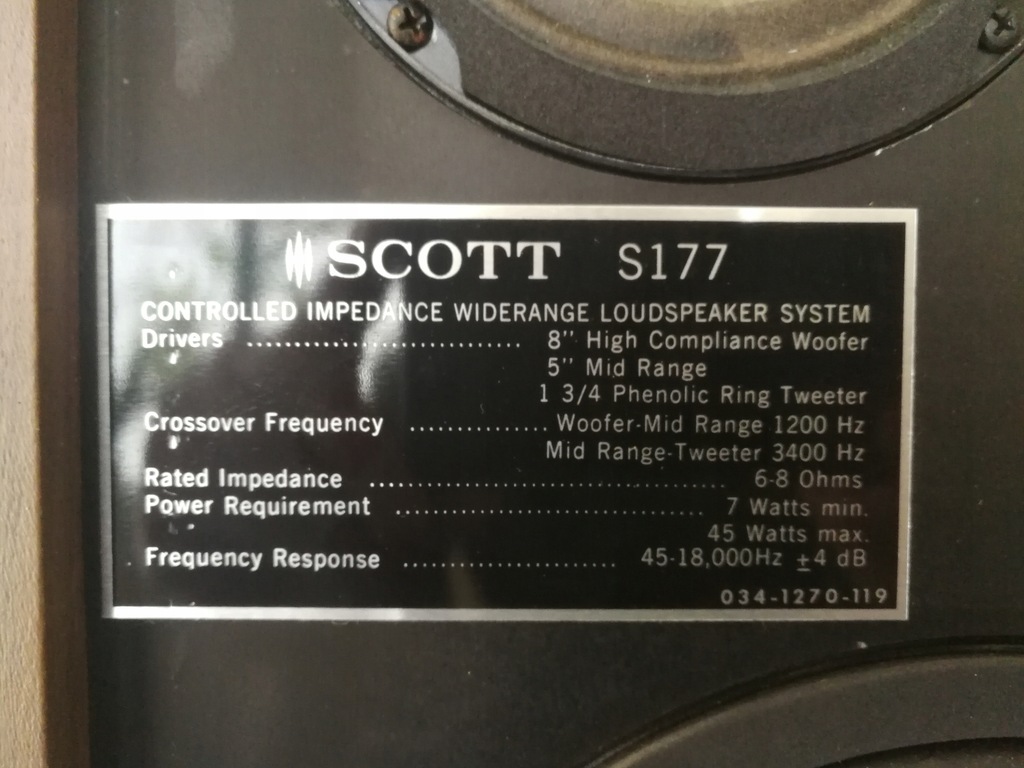 SCOTT S177
CONTROLLED IMPEDANCE WIDERANGE LOUDSPEAKER SYSTEM
Drivers ............................. 8" High Compliance Woofer
5" Mid Range
1 3/4 Phenolic Ring Tweeter
Crossover Frequency ............... Woofer-Mid Range 1200 Hz
Mid Range-Tweeter 3400 Hz
Rated Impedance ...................................... 6-8 Ohms
Power Requirement ................................. 7 Watts min.
45 Watts max.
Frequency Response ....................... 45-18,000Hz ±4 dB
034-1270-119